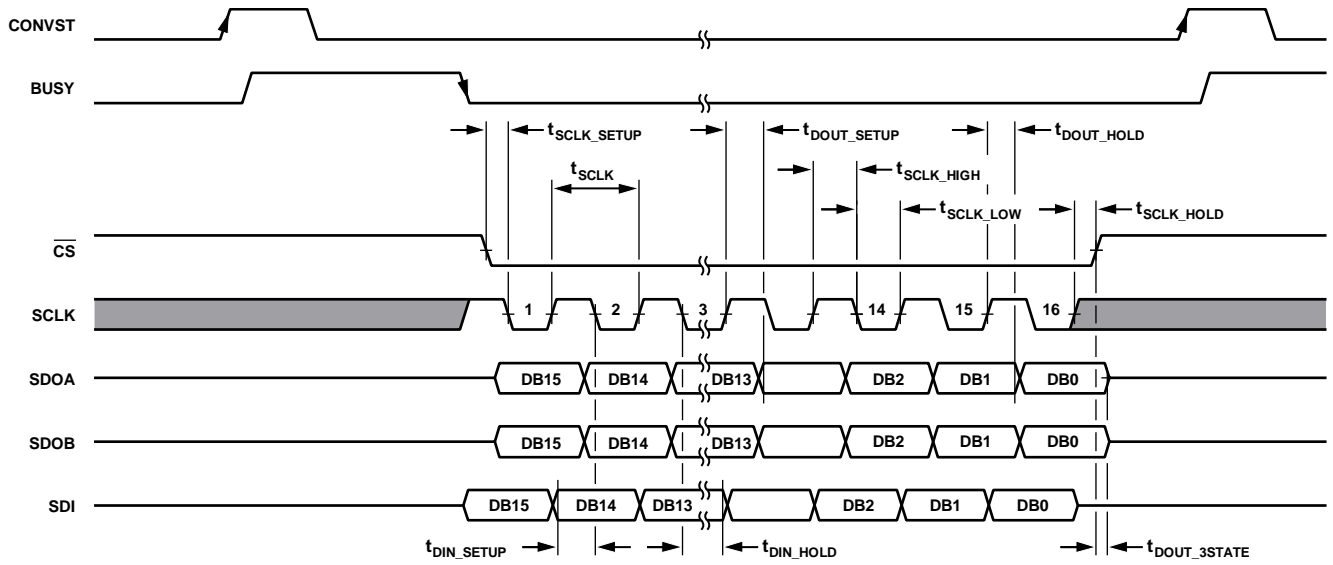 CONVST
BUSY
tSCLK_SETUP
tDOUT_SETUP
tDOUT_HOLD
tSCLK
tSCLK_HIGH
tSCLK_LOW
tSCLK_HOLD
CS
SCLK 1 2 3 14 15 16
SDOA DB15 DB14 DB13 DB2 DB1 DB0
SDOB DB15 DB14 DB13 DB2 DB1 DB0
SDI DB15 DB14 DB13 DB2 DB1 DB0
tDIN_SETUP
tDIN_HOLD
tDOUT_3STATE